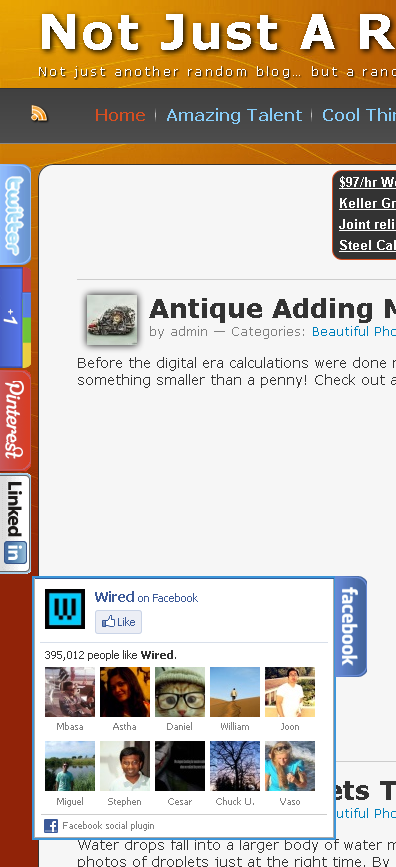 Not Just A R
Not just another random blog... but a rand
Home
Amazing Talent
Cool Thi
$97/hr W
Keller Gr
Joint reli
Steel Cal
twitter
+1
Pinterest
Linked in
Antique Adding M
by admin — Categories: Beautiful Pho
Before the digital era calculations were done
something smaller than a penny! Check out a
Wired on Facebook
Like
facebook
395,012 people like Wired.
Mbasa
Astha
Daniel
William
Joon
Miguel
Stephen
Cesar
Chuck U.
Vaso
Facebook social plugin
ets T
utiful Pho
Water drops fall into a larger body of water m
photos of droplets just at the right time. By